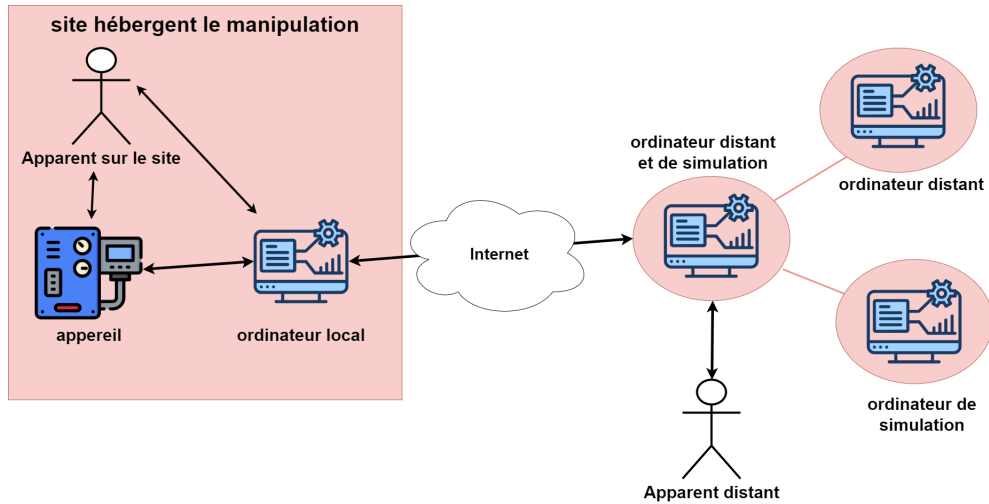 site hébergent le manipulation
Apparent sur le site
appereil
ordinateur local
Internet
ordinateur distant
et de simulation
ordinateur distant
ordinateur de
simulation
Apparent distant